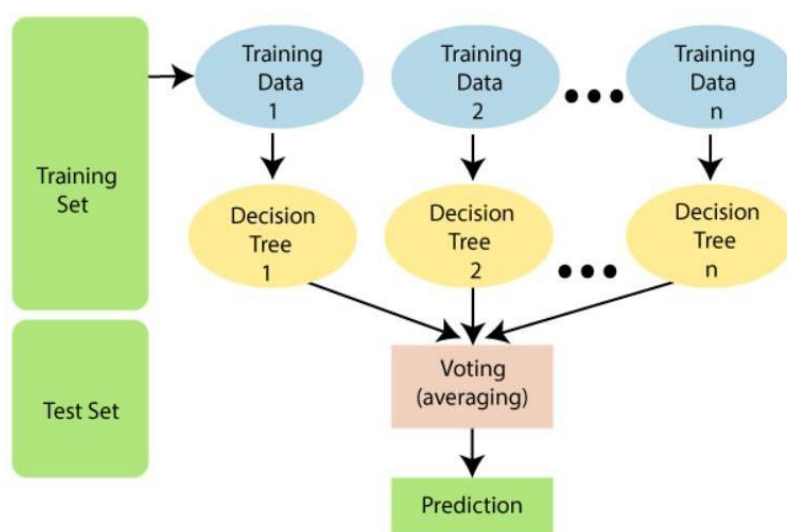 Training
Set
Test Set
Training
Data
1
Training
Data
2
Training
Data
n
Decision
Tree
1
Decision
Tree
2
Decision
Tree
n
Voting
(averaging)
Prediction